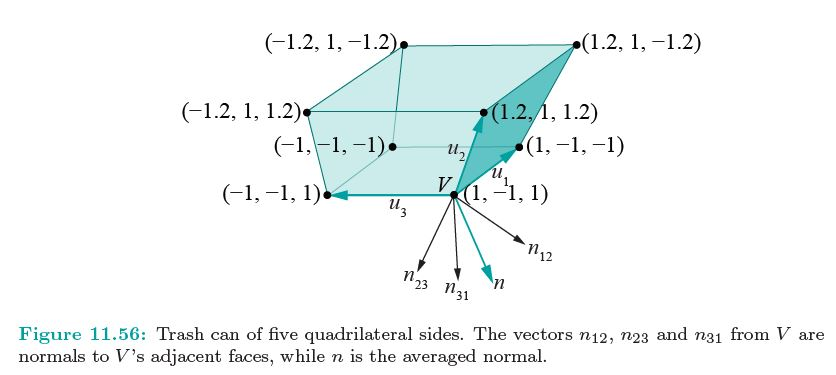 (−1.2, 1, −1.2)
(1.2, 1, −1.2)
(−1.2, 1, 1.2)
(1.2, 1, 1.2)
(−1, −1, −1)
u2
(1, −1, −1)
u1
(−1, −1, 1)
V
(1, −1, 1)
u3
n12
n23
n31
n
Figure 11.56: Trash can of five quadrilateral sides. The vectors n12, n23 and n31 from V are
normals to V's adjacent faces, while n is the averaged normal.